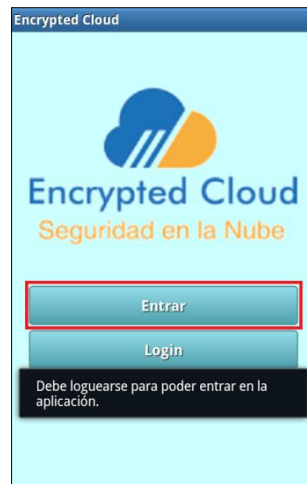 Encrypted Cloud
Encrypted Cloud
Seguridad en la Nube
Entrar
Login
Debe loguearse para poder entrar en la
aplicación.